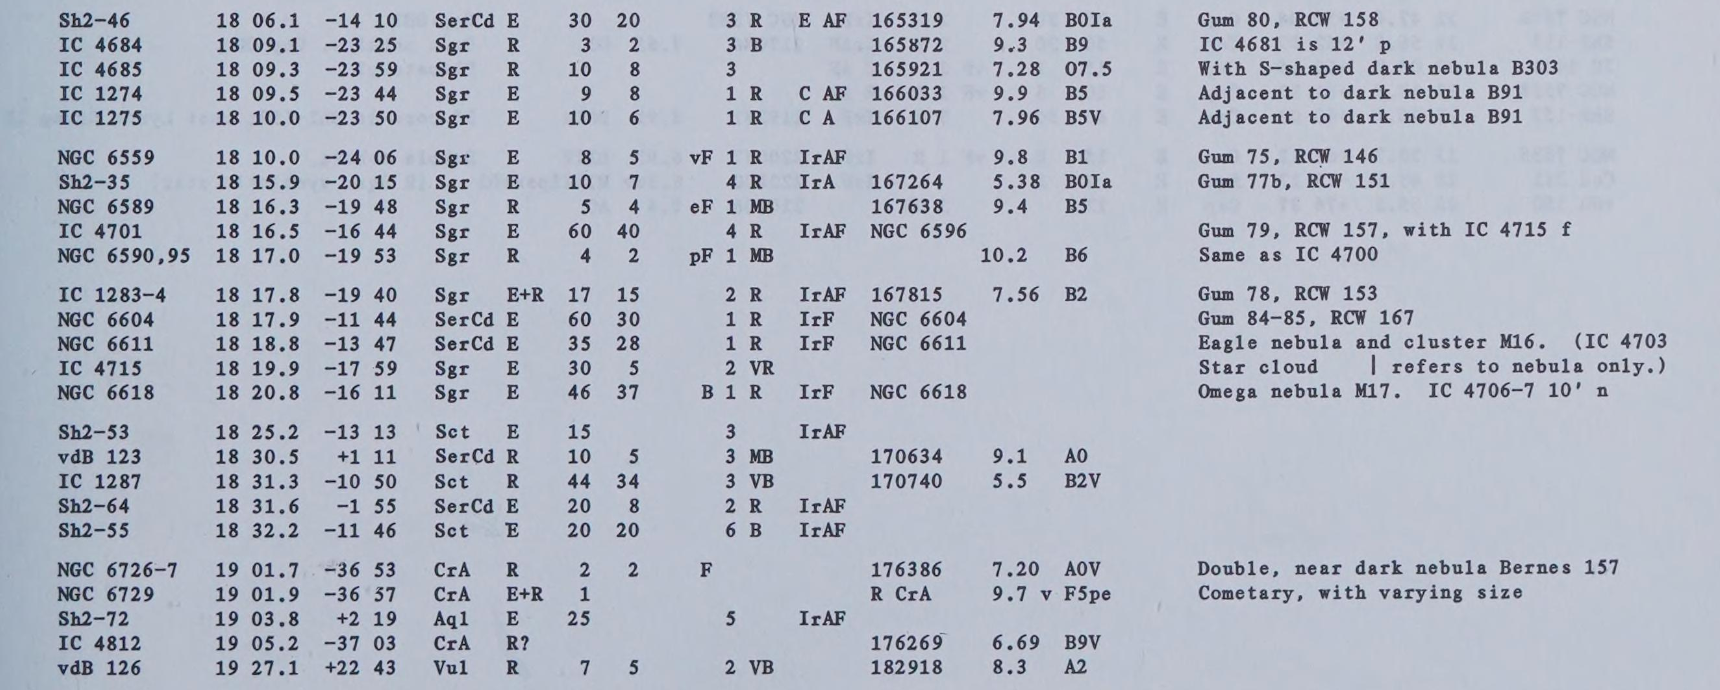 Sh2-46 18 06.1 -14 10 SerCd E 30 20 3 R E AF 165319 7.94 B0Ia Gum 80, RCW 158
IC 4684 18 09.1 -23 25 Sgr R 3 2 3 MB 165872 9.3 B9 IC 4681 is 12' p
IC 4685 18 09.3 -23 59 Sgr R 10 8 3 165921 7.28 O7.5 With S-shaped dark nebula B303
IC 1274 18 09.5 -23 44 Sgr E 9 8 1 R C AF 166033 9.9 B5 Adjacent to dark nebula B91
IC 1275 18 10.0 -23 50 Sgr E 10 6 1 R C A 166107 7.96 B5V Adjacent to dark nebula B91
NGC 6559 18 10.0 -24 06 Sgr E 8 5 vF 1 R IrAF 9.8 B1 Gum 75, RCW 146
Sh2-35 18 15.9 -20 15 Sgr E 10 7 4 R IrA 167264 5.38 B0Ia Gum 77b, RCW 151
NGC 6589 18 16.3 -19 48 Sgr R 5 4 eF 1 MB 167638 9.4 B5
IC 4701 18 16.5 -16 44 Sgr E 60 40 4 R IrAF NGC 6596 Gum 79, RCW 157, with IC 4715 f
NGC 6590,95 18 17.0 -19 53 Sgr R 4 2 pF 1 MB 10.2 B6 Same as IC 4700
IC 1283-4 18 17.8 -19 40 Sgr E+R 17 15 2 R IrAF 167815 7.56 B2 Gum 78, RCW 153
NGC 6604 18 17.9 -11 44 SerCd E 60 30 1 R IrF NGC 6604 Gum 84-85, RCW 167
NGC 6611 18 18.8 -13 47 SerCd E 35 28 1 R IrF NGC 6611 Eagle nebula and cluster M16. (IC 4703
IC 4715 18 19.9 -17 59 Sgr E 30 5 2 VR Star cloud | refers to nebula only.)
NGC 6618 18 20.8 -16 11 Sgr E 46 37 B 1 R IrF NGC 6618 Omega nebula M17. IC 4706-7 10' n
Sh2-53 18 25.2 -13 13 Sct E 15 3 IrAF
vdB 123 18 30.5 +1 11 SerCd R 10 5 3 MB 170634 9.1 A0
IC 1287 18 31.3 -10 50 Sct R 44 34 3 VB 170740 5.5 B2V
Sh2-64 18 31.6 -1 55 SerCd E 20 8 2 R IrAF
Sh2-55 18 32.2 -11 46 Sct E 20 20 6 B IrAF
NGC 6726-7 19 01.7 -36 53 CrA R 2 2 F 176386 7.20 A0V Double, near dark nebula Bernes 157
NGC 6729 19 01.9 -36 57 CrA E+R 1 R CrA 9.7 v F5pe Cometary, with varying size
Sh2-72 19 03.8 +2 19 Aql E 25 5 IrAF
IC 4812 19 05.2 -37 03 CrA R? 176269 6.69 B9V
vdB 126 19 27.1 +22 43 Vul R 7 5 2 VB 182918 8.3 A2